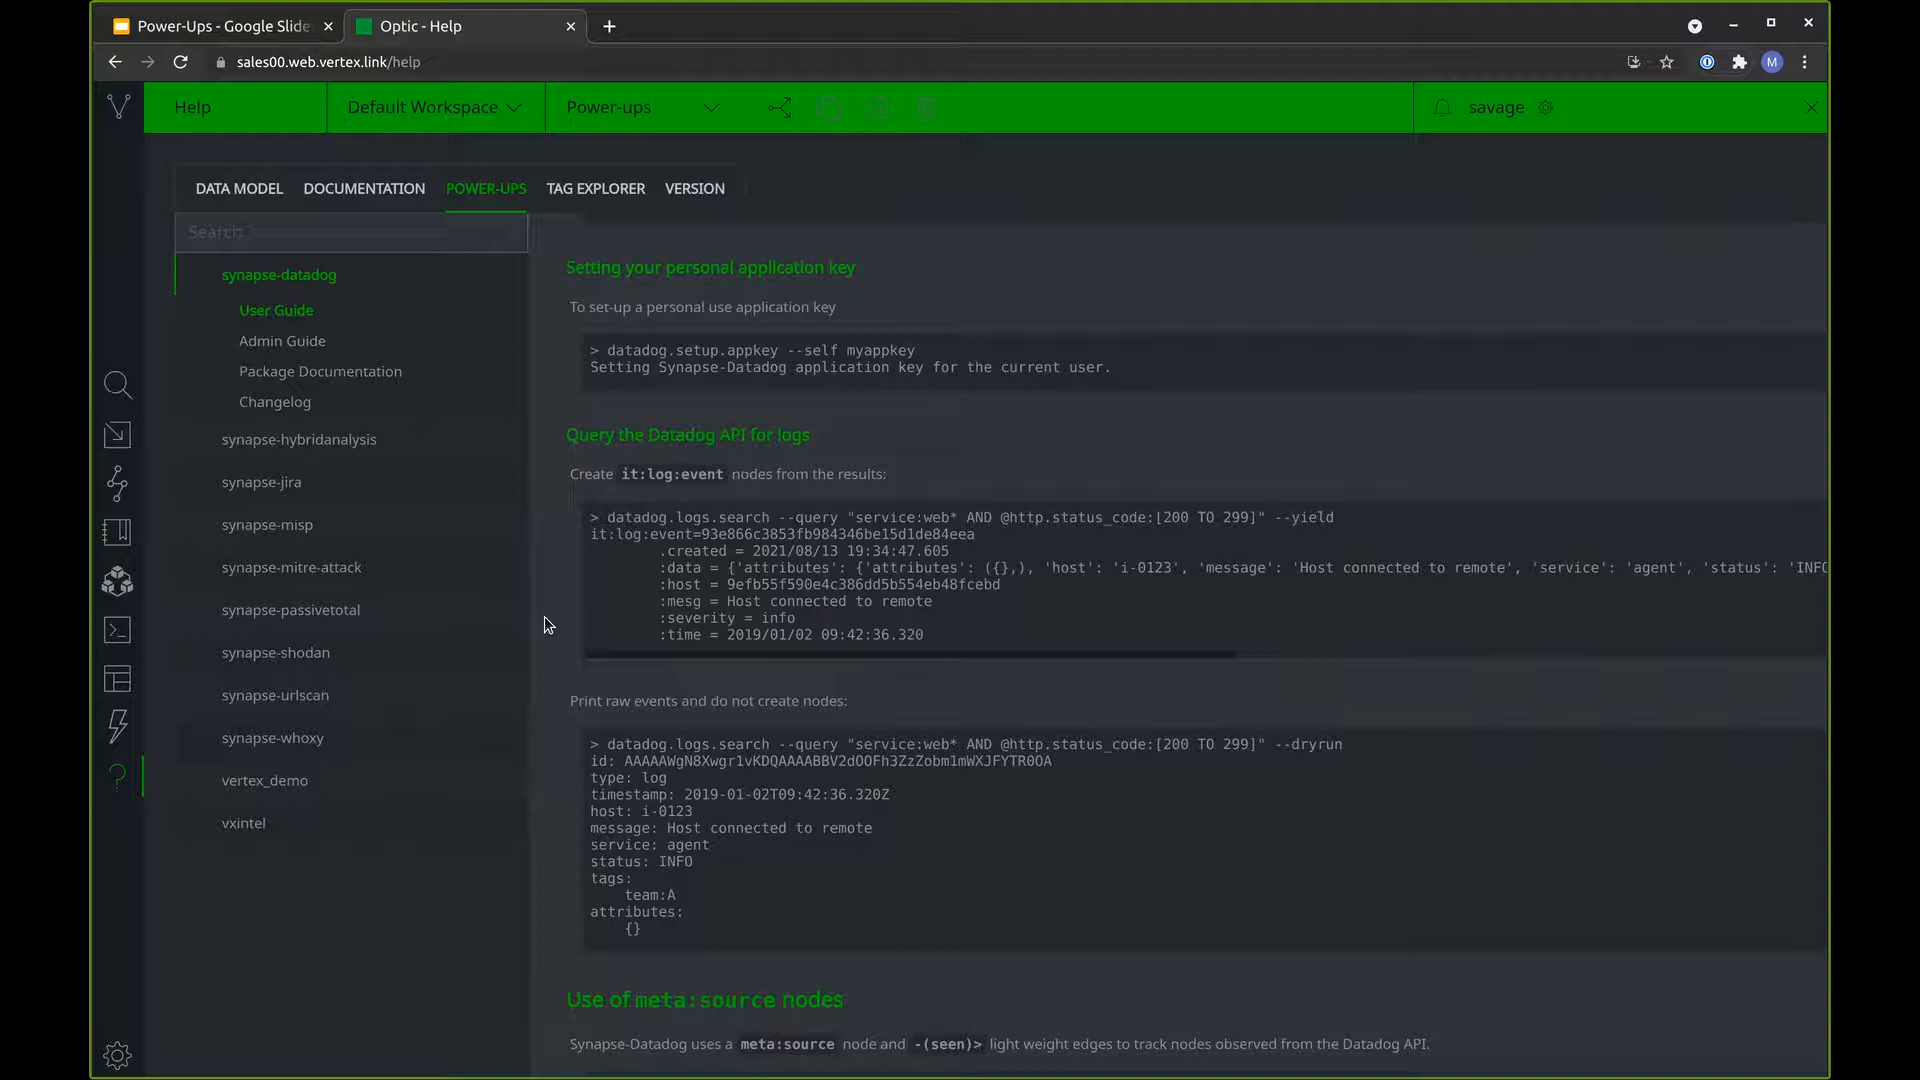 Power-Ups - Google Slide
Optic - Help
sales00.web.vertex.link/help
M
Help
Default Workspace
Power-ups
savage
DATA MODEL
DOCUMENTATION
POWER-UPS
TAG EXPLORER
VERSION
Search
synapse-datadog
User Guide
Admin Guide
Package Documentation
Changelog
synapse-hybridanalysis
synapse-jira
synapse-misp
synapse-mitre-attack
synapse-passivetotal
synapse-shodan
synapse-urlscan
synapse-whoxy
vertex_demo
vxintel
Setting your personal application key
To set-up a personal use application key
> datadog.setup.appkey --self myappkey
Setting Synapse-Datadog application key for the current user.
Query the Datadog API for logs
Create it:log:event nodes from the results:
> datadog.logs.search --query "service:web* AND @http.status_code:[200 TO 299]" --yield
it:log:event=93e866c3853fb984346be15d1de84eea
.created = 2021/08/13 19:34:47.605
:data = {'attributes': {'attributes': ({},), 'host': 'i-0123', 'message': 'Host connected to remote', 'service': 'agent', 'status': 'INFO
:host = 9efb55f590e4c386dd5b554eb48fcebd
:mesg = Host connected to remote
:severity = info
:time = 2019/01/02 09:42:36.320
Print raw events and do not create nodes:
> datadog.logs.search --query "service:web* AND @http.status_code:[200 TO 299]" --dryrun
id: AAAAAWgN8Xwgr1vKDQAAAABBV2dOOFh3ZzZobm1mWXJFYTR0OA
type: log
timestamp: 2019-01-02T09:42:36.320Z
host: i-0123
message: Host connected to remote
service: agent
status: INFO
tags:
team:A
attributes:
{}
Use of meta:source nodes
Synapse-Datadog uses a meta:source node and -(seen)> light weight edges to track nodes observed from the Datadog API.